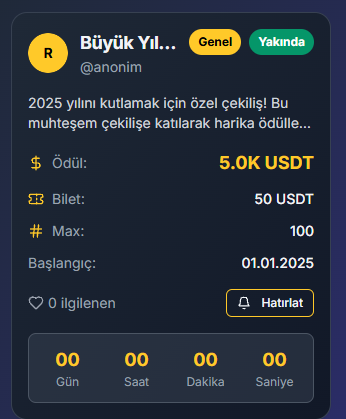 R
Büyük Yıl...
Genel
Yakında
@anonim
2025 yılını kutlamak için özel çekiliş! Bu
muhteşem çekilişe katılarak harika ödülle...
Ödül: 5.0K USDT
Bilet: 50 USDT
Max: 100
Başlangıç: 01.01.2025
0 ilgilenen
Hatırlat
00 00 00 00
Gün Saat Dakika Saniye